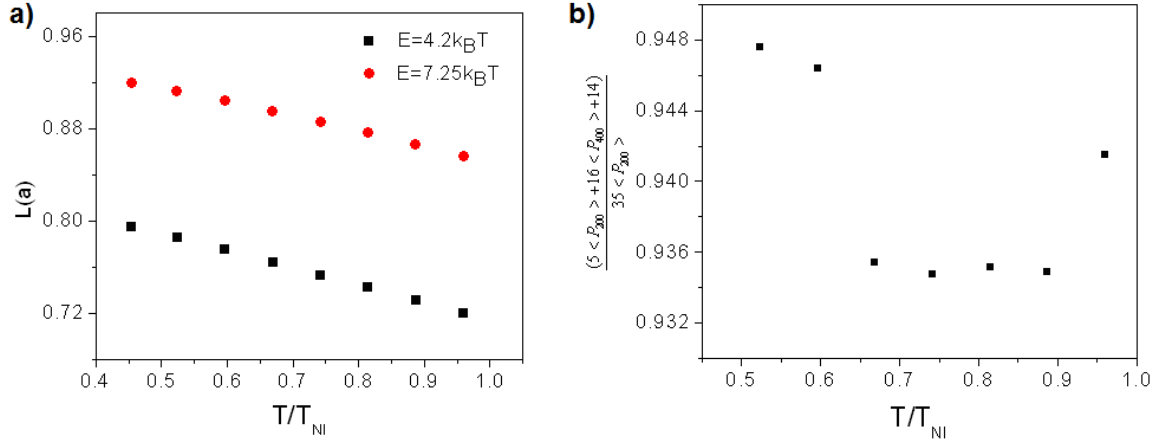 a)
0.96
0.88
0.80
0.72
L(a)
E=4.2k_BT
E=7.25k_BT
0.4 0.5 0.6 0.7 0.8 0.9 1.0
T/T_NI
b)
0.948
0.944
0.940
0.936
0.932
(5 < P_200 > +16 < P_400 > +14)
35 < P_200 >
0.5 0.6 0.7 0.8 0.9 1.0
T/T_NI